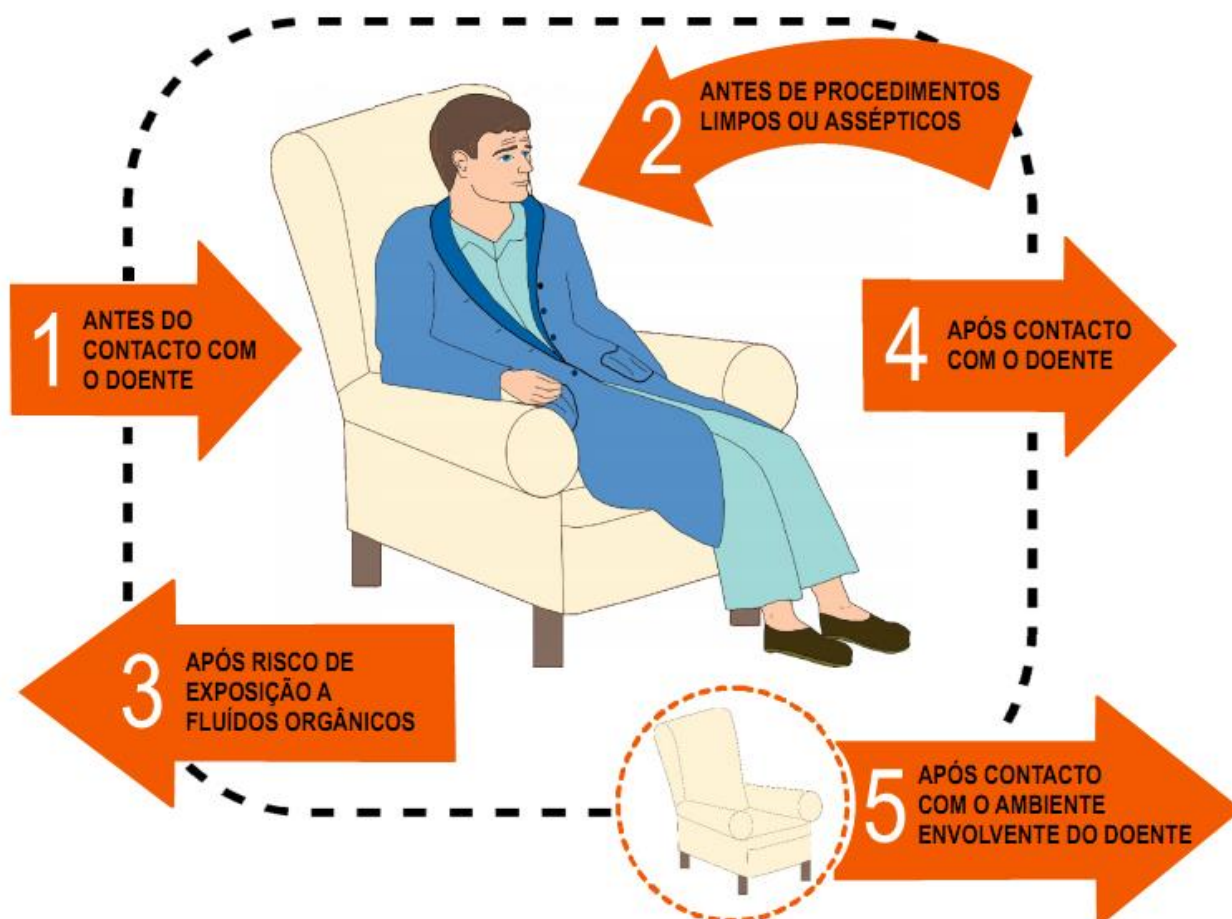 1
ANTES DO
CONTACTO COM
O DOENTE
2
ANTES DE PROCEDIMENTOS
LIMPOS OU ASSÉPTICOS
3
APÓS RISCO DE
EXPOSIÇÃO A
FLUÍDOS ORGÂNICOS
4
APÓS CONTACTO
COM O DOENTE
5
APÓS CONTACTO
COM O AMBIENTE
ENVOLVENTE DO DOENTE